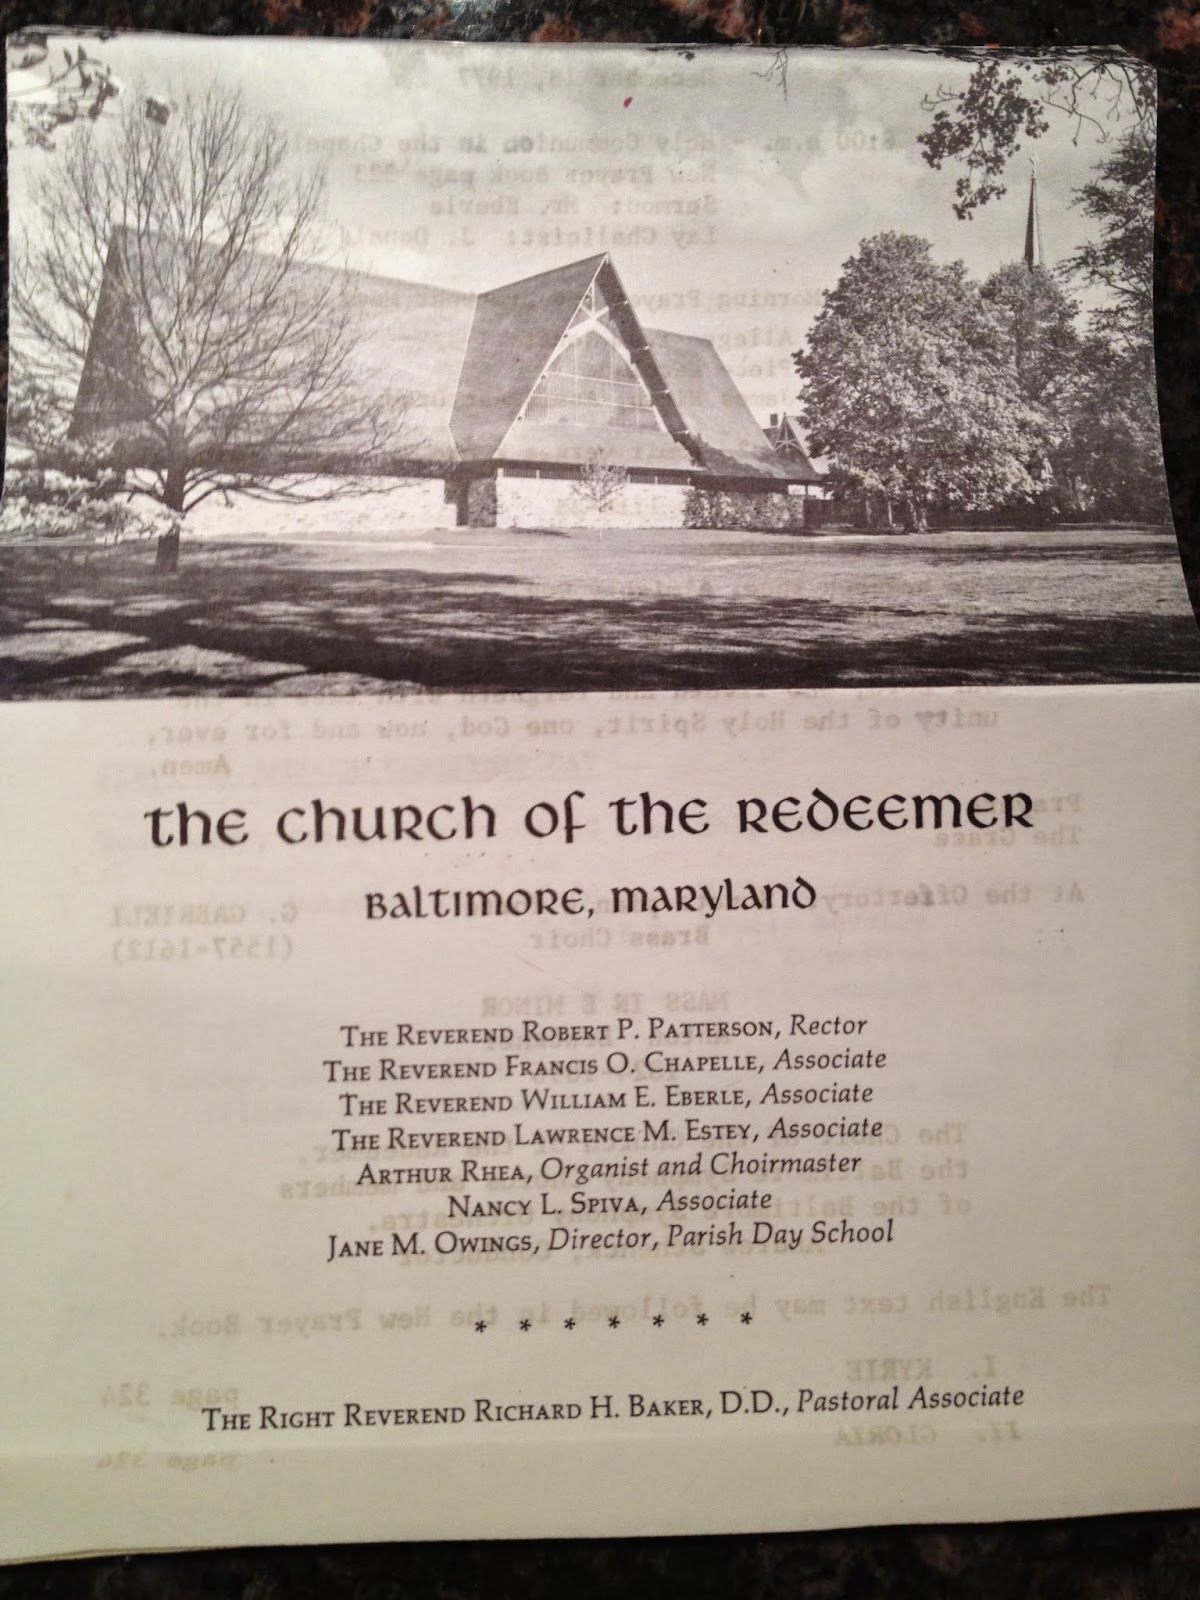 the church of the Redeemer
Baltimore, Maryland
The Reverend Robert P. Patterson, Rector
The Reverend Francis O. Chapelle, Associate
The Reverend William E. Eberle, Associate
The Reverend Lawrence M. Estey, Associate
Arthur Rhea, Organist and Choirmaster
Nancy L. Spiva, Associate
Jane M. Owings, Director, Parish Day School
* * * * * * *
The Right Reverend Richard H. Baker, D.D., Pastoral Associate